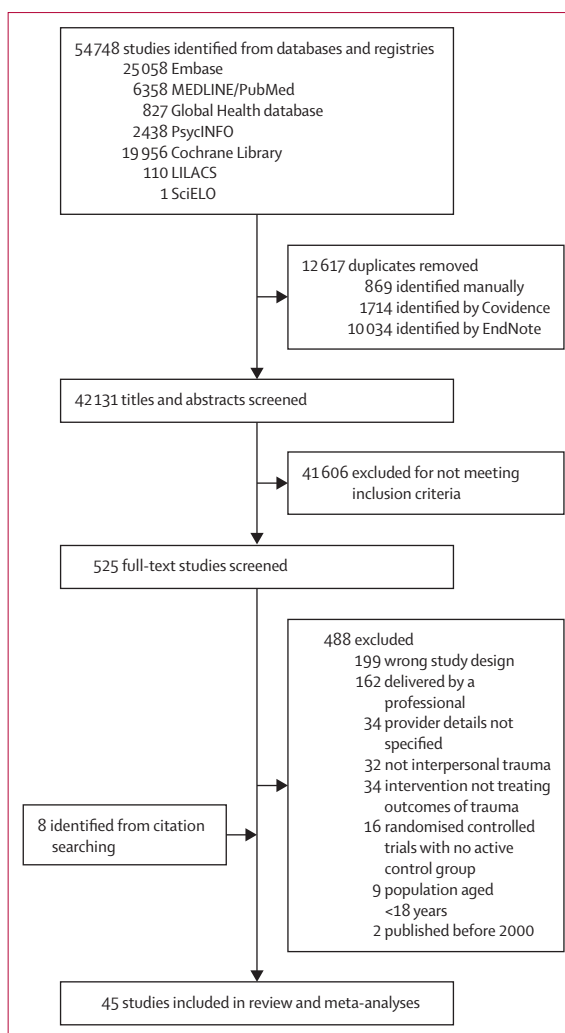 54748 studies identified from databases and registries
25058 Embase
6358 MEDLINE/PubMed
827 Global Health database
2438 PsycINFO
19956 Cochrane Library
110 LILACS
1 SciELO
12617 duplicates removed
869 identified manually
1714 identified by Covidence
10034 identified by EndNote
42131 titles and abstracts screened
41606 excluded for not meeting
inclusion criteria
525 full-text studies screened
488 excluded
199 wrong study design
162 delivered by a
professional
34 provider details not
specified
32 not interpersonal trauma
34 intervention not treating
outcomes of trauma
16 randomised controlled
trials with no active
control group
9 population aged
<18 years
2 published before 2000
8 identified from citation
searching
45 studies included in review and meta-analyses